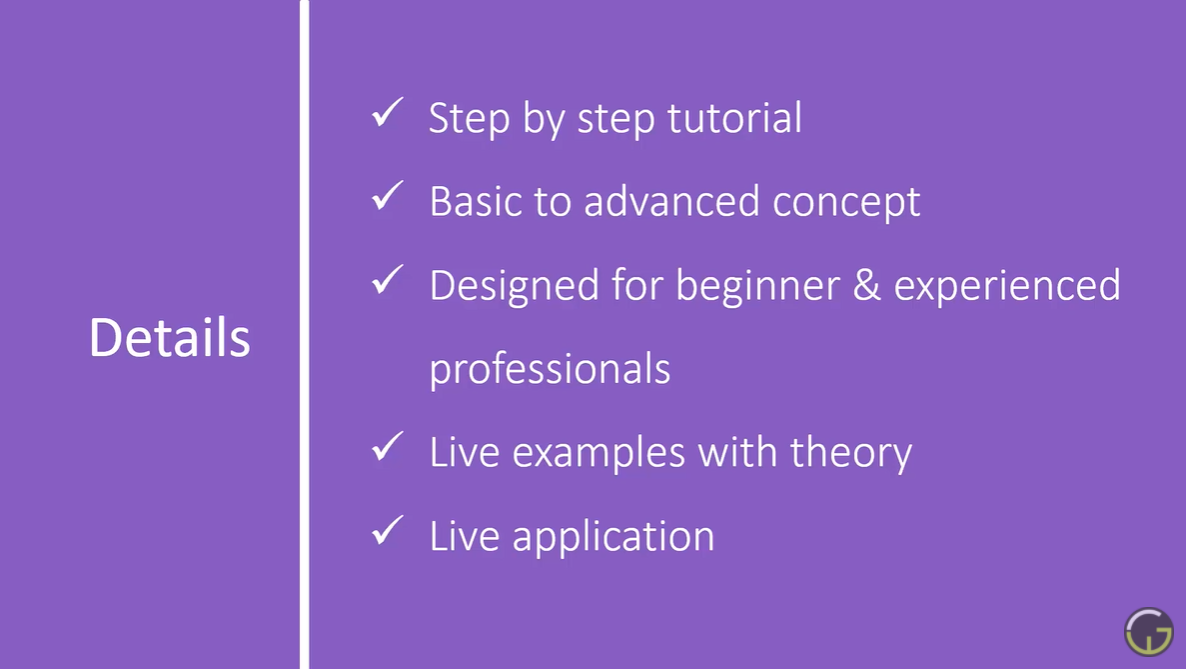 Details
✓ Step by step tutorial
✓ Basic to advanced concept
✓ Designed for beginner & experienced
professionals
✓ Live examples with theory
✓ Live application